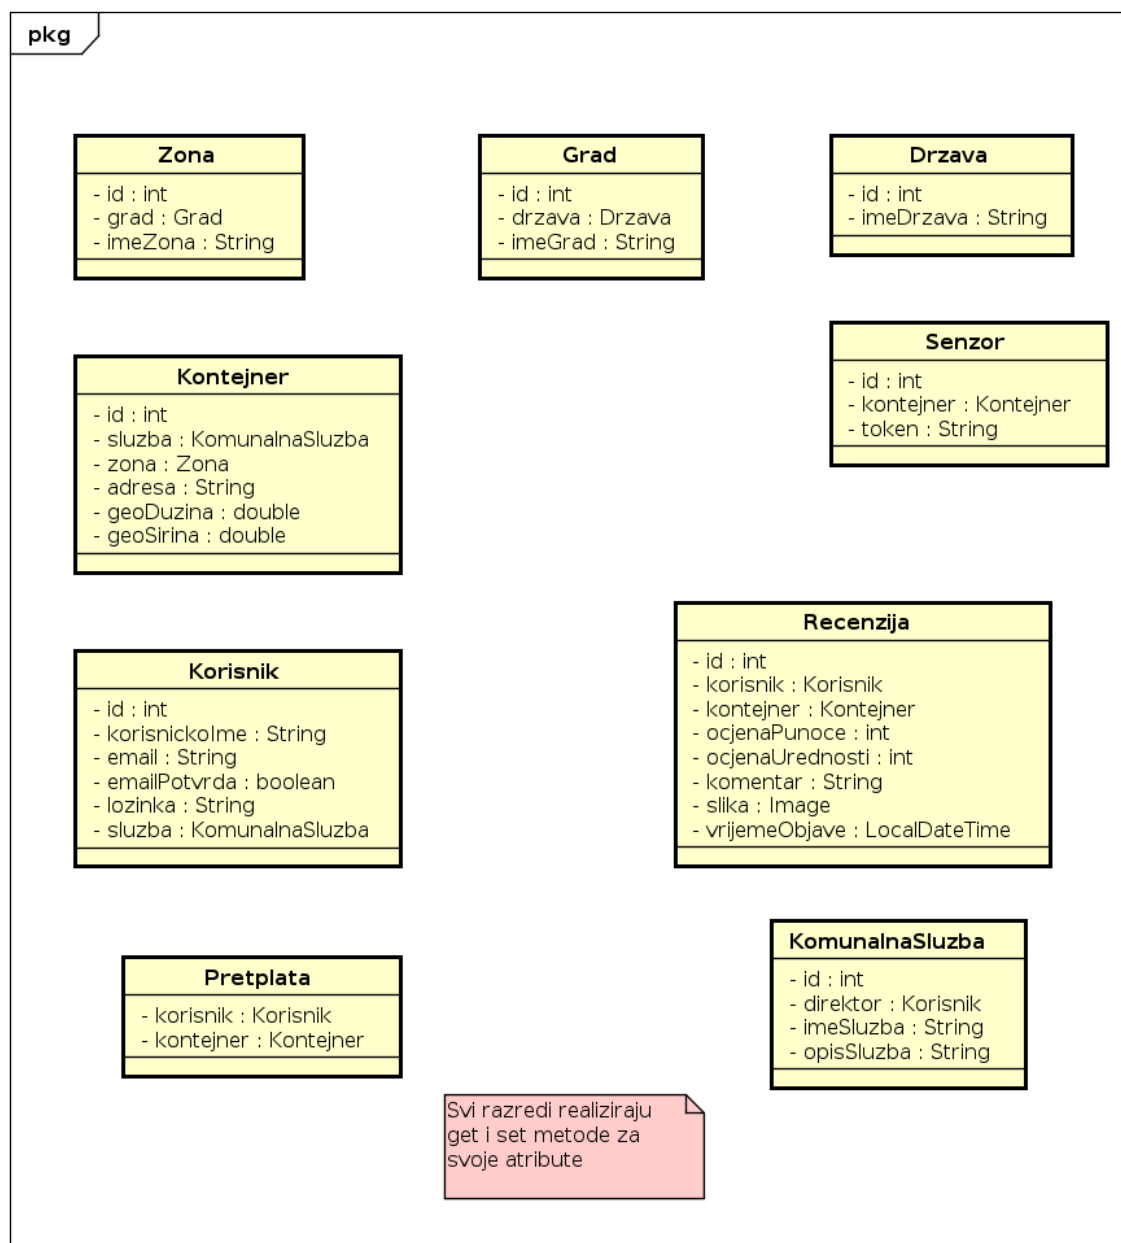 pkg
Zona
- id : int
- grad : Grad
- imeZona : String
Grad
- id : int
- drzava : Drzava
- imeGrad : String
Drzava
- id : int
- imeDrzava : String
Senzor
- id : int
- kontejner : Kontejner
- token : String
Kontejner
- id : int
- sluzba : KomunalnaSluzba
- zona : Zona
- adresa : String
- geoDuzina : double
- geoSirina : double
Recenzija
- id : int
- korisnik : Korisnik
- kontejner : Kontejner
- ocjenaPunoce : int
- ocjenaUrednosti : int
- komentar : String
- slika : Image
- vrijemeObjave : LocalDateTime
Korisnik
- id : int
- korisnickoIme : String
- email : String
- emailPotvrda : boolean
- lozinka : String
- sluzba : KomunalnaSluzba
KomunalnaSluzba
- id : int
- direktor : Korisnik
- imeSluzba : String
- opisSluzba : String
Pretplata
- korisnik : Korisnik
- kontejner : Kontejner
Svi razredi realiziraju
get i set metode za
svoje atribute